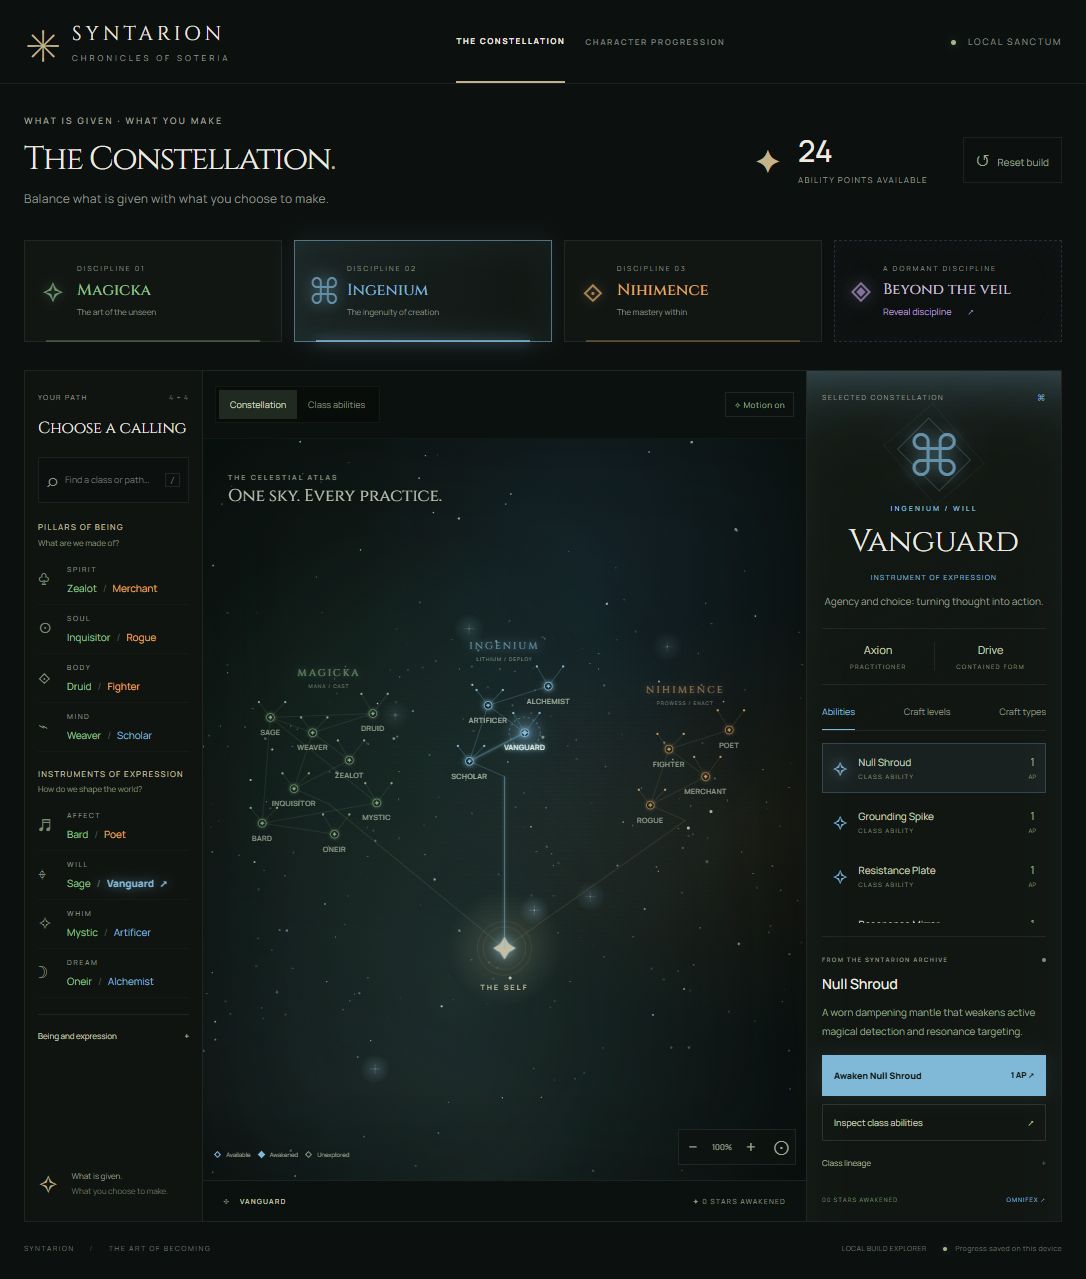 SYNTARION
CHRONICLES OF SOTERIA
THE CONSTELLATION
CHARACTER PROGRESSION
LOCAL SANCTUM
WHAT IS GIVEN · WHAT YOU MAKE
THE CONSTELLATION.
Balance what is given with what you choose to make.
24
ABILITY POINTS AVAILABLE
Reset build
DISCIPLINE 01
MAGICKA
The art of the unseen
DISCIPLINE 02
INGENIUM
The ingenuity of creation
DISCIPLINE 03
NIHIMENCE
The mastery within
A DORMANT DISCIPLINE
BEYOND THE VEIL
Reveal discipline ↗
YOUR PATH
4 + 4
CHOOSE A CALLING
Find a class or path... /
PILLARS OF BEING
What are we made of?
SPIRIT
Zealot / Merchant
SOUL
Inquisitor / Rogue
BODY
Druid / Fighter
MIND
Weaver / Scholar
INSTRUMENTS OF EXPRESSION
How do we shape the world?
AFFECT
Bard / Poet
WILL
Sage / Vanguard ↗
WHIM
Mystic / Artificer
DREAM
Oneir / Alchemist
Being and expression +
What is given.
What you choose to make.
Constellation
Class abilities
✧ Motion on
THE CELESTIAL ATLAS
ONE SKY. EVERY PRACTICE.
INGENIUM
LITHIUM / DEPLOY
MAGICKA
MANA / CAST
NIHIMENCE
PROWESS / ENACT
ALCHEMIST
ARTIFICER
VANGUARD
SCHOLAR
SAGE
DRUID
WEAVER
ZEALOT
INQUISITOR
MYSTIC
BARD
ONEIR
POET
FIGHTER
MERCHANT
ROGUE
THE SELF
Available
Awakened
Unexplored
− 100% +
VANGUARD
✦ 0 STARS AWAKENED
SELECTED CONSTELLATION ⌘
INGENIUM / WILL
VANGUARD
INSTRUMENT OF EXPRESSION
Agency and choice: turning thought into action.
Axion
PRACTITIONER
Drive
CONTAINED FORM
Abilities
Craft levels
Craft types
Null Shroud
CLASS ABILITY
1
AP
Grounding Spike
CLASS ABILITY
1
AP
Resistance Plate
CLASS ABILITY
1
AP
FROM THE SYNTARION ARCHIVE
Null Shroud
A worn dampening mantle that weakens active
magical detection and resonance targeting.
Awaken Null Shroud 1 AP ↗
Inspect class abilities ↗
Class lineage +
00 STARS AWAKENED
OMNIFEX ↗
SYNTARION / THE ART OF BECOMING
LOCAL BUILD EXPLORER
Progress saved on this device